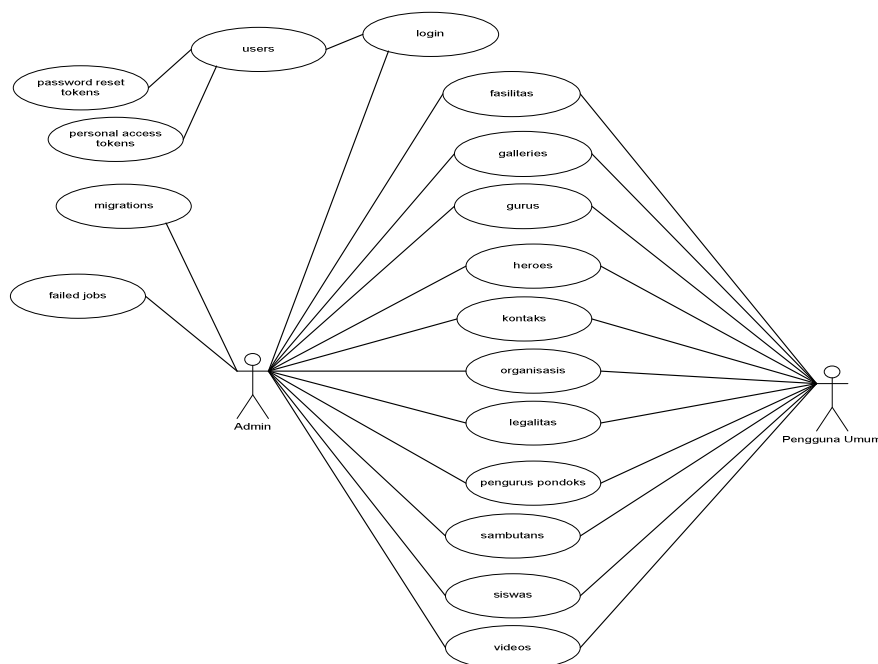 login
users
password reset
tokens
fasilitas
personal access
tokens
galleries
migrations
gurus
heroes
failed jobs
kontaks
organisasis
Admin
legalitas
Pengguna Umum
pengurus pondoks
sambutans
siswas
videos